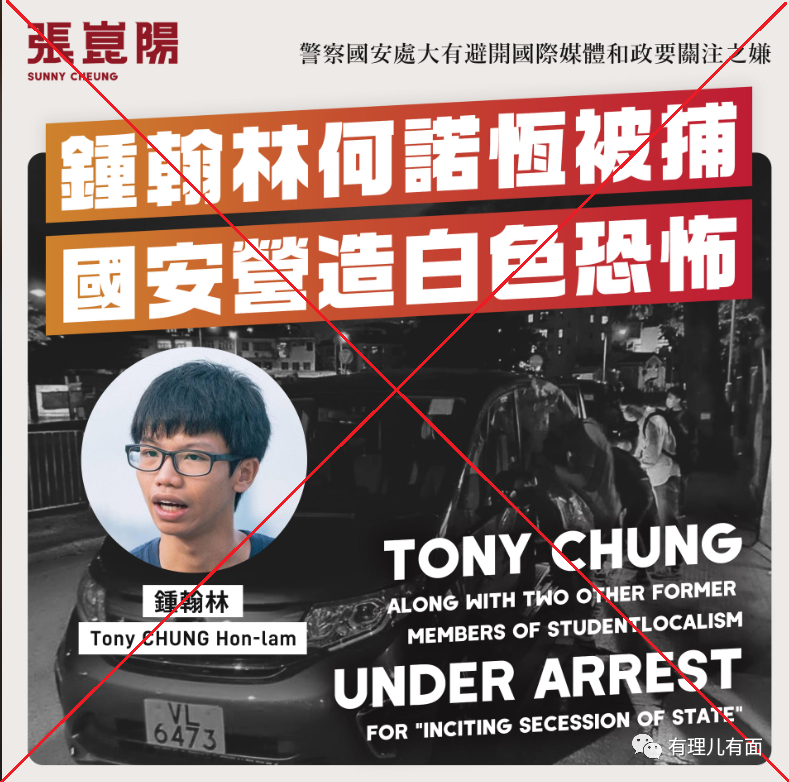 張崑陽
SUNNY CHEUNG
警察國安處大有避開國際媒體和政要關注之嫌
鍾翰林何諾恆被捕
國安營造白色恐怖
鍾翰林
Tony CHUNG Hon-lam
TONY CHUNG
ALONG WITH TWO OTHER FORMER
MEMBERS OF STUDENTLOCALISM
UNDER ARREST
FOR "INCITING SECESSION OF STATE"
VL
6473
有理儿有面